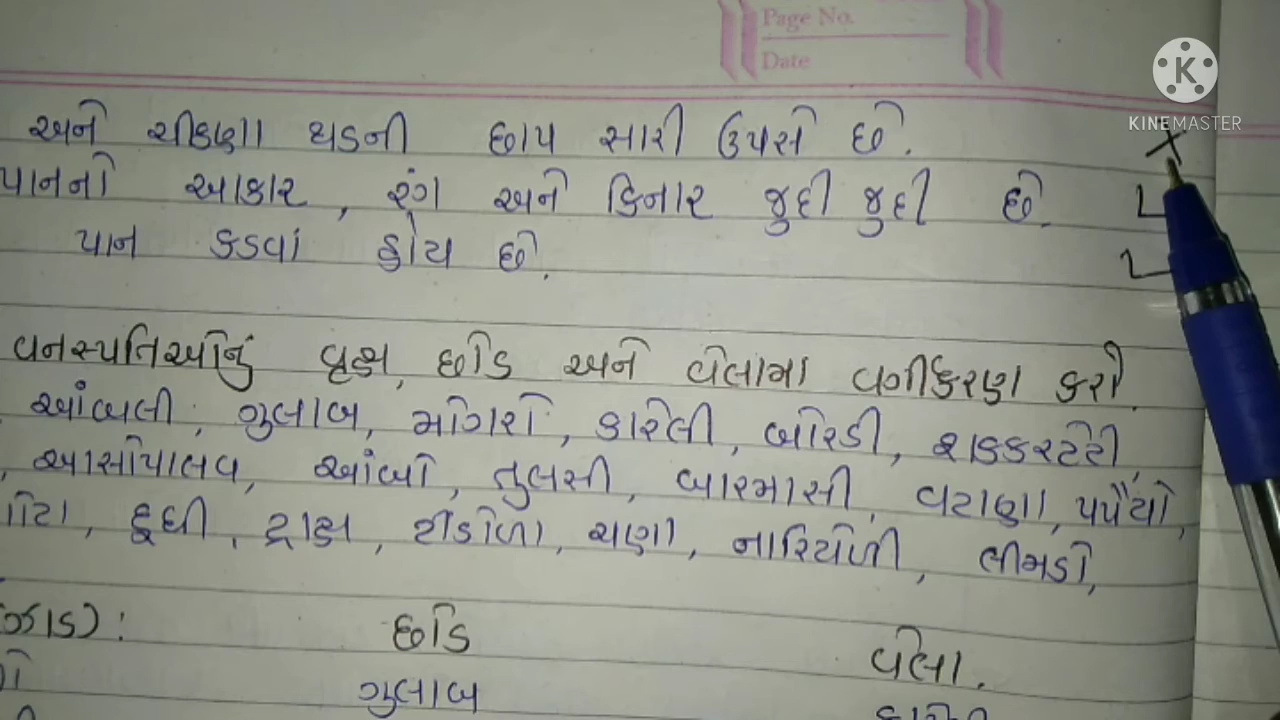 Page No.
Date
K
KINEMASTER
અને ચીકણા થડની છાપ સારી ઉપસે છે. ✗
પાનનો આકાર, રંગ અને કિનાર જુદી જુદી છે.
પાન કડવાં હોય છે.
વનસ્પતિઓનું વૃક્ષ, છોડ અને વેલામા વર્ગીકરણ કરો.
આંબલી, ગુલાબ, મોગરો, કારેલી, બોરડી, શક્કરટેટી,
, આસોપાલવ, આંબો, તુલસી, બારમાસી, વટાણા, પપૈયો,
, દૂધી, દ્રાક્ષ, ટીંડોળા, ચણા, નારિયેળી, લીમડો,
: છોડ વેલા.
ગુલાબ